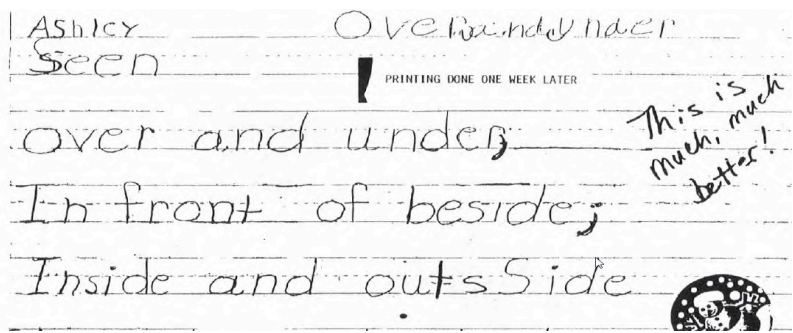 Ashley Over and Under
Seen
PRINTING DONE ONE WEEK LATER
This is
much, much
better!
over and under;
In front of beside;
Inside and outsSide